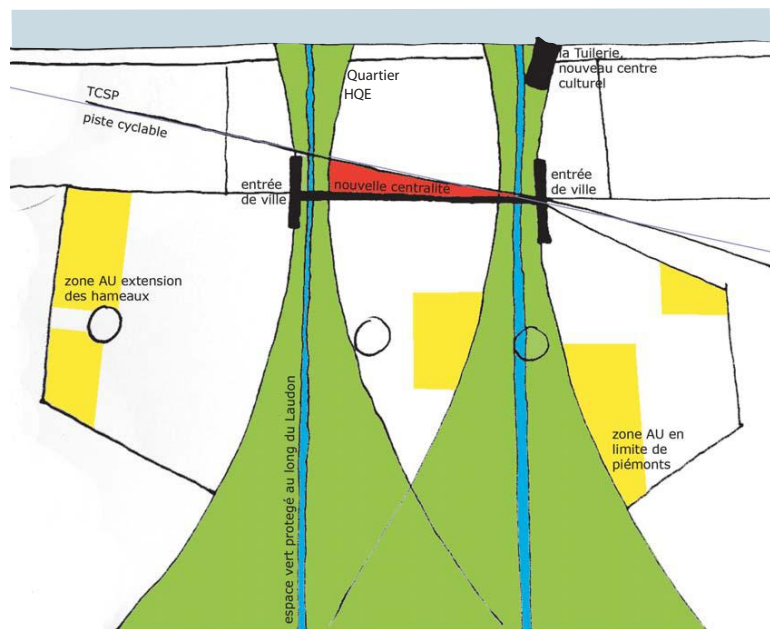 la Tuilerie,
nouveau centre
culturel
Quartier
HQE
TCSP
piste cyclable
entrée
de ville
nouvelle centralité
entrée
de ville
zone AU extension
des hameaux
espace vert protegé au long du Laudon
zone AU en
limite de
piémonts